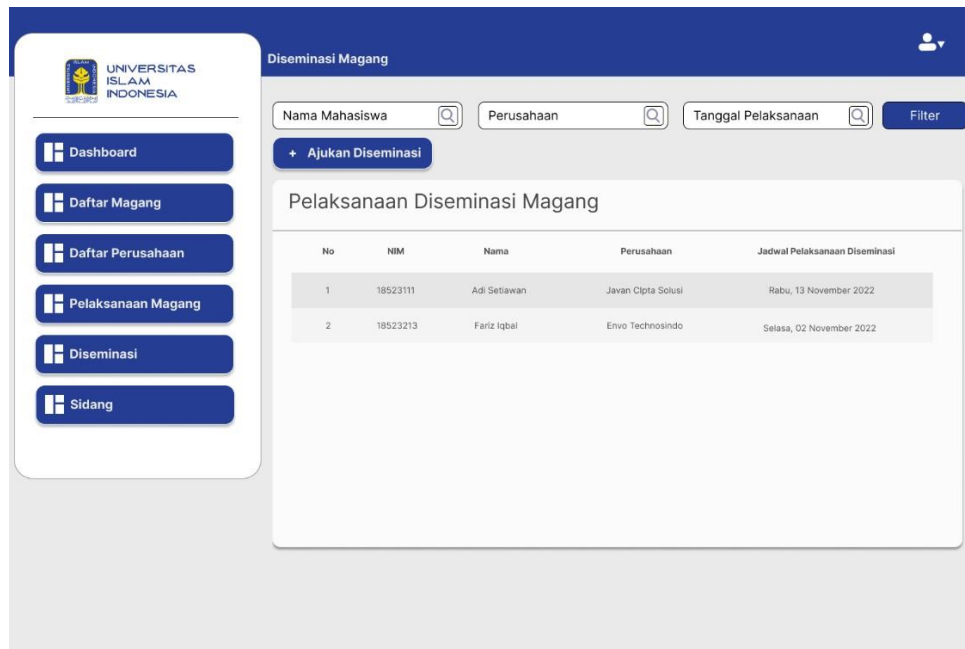 UNIVERSITAS
ISLAM
INDONESIA
Dashboard
Daftar Magang
Daftar Perusahaan
Pelaksanaan Magang
Diseminasi
Sidang
Diseminasi Magang
Nama Mahasiswa Perusahaan Tanggal Pelaksanaan Filter
+ Ajukan Diseminasi
Pelaksanaan Diseminasi Magang
No NIM Nama Perusahaan Jadwal Pelaksanaan Diseminasi
1 18523111 Adi Setiawan Javan CIpta Solusi Rabu, 13 November 2022
2 18523213 Fariz Iqbal Envo Technosindo Selasa, 02 November 2022